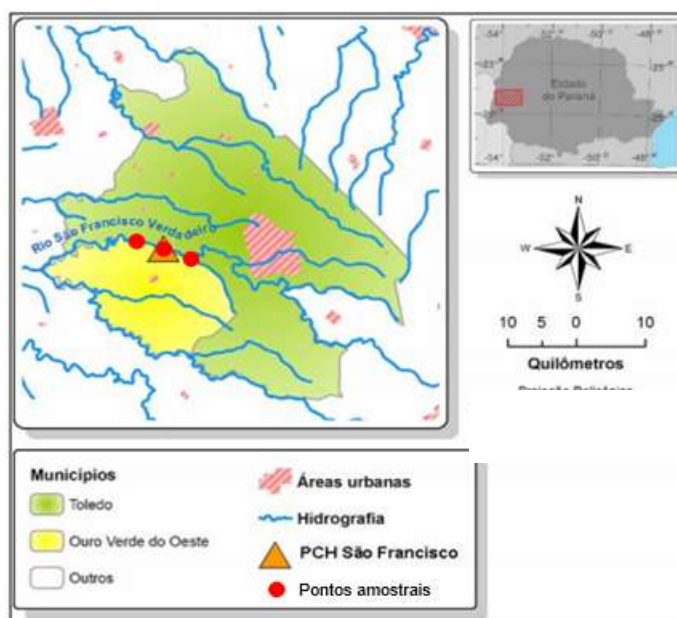 Rio São Francisco Verdadeiro
Estado
do Paraná
N
W
E
S
10 5 0 10
Quilômetros
Municípios
Toledo
Ouro Verde do Oeste
Outros
Áreas urbanas
Hidrografia
PCH São Francisco
Pontos amostrais